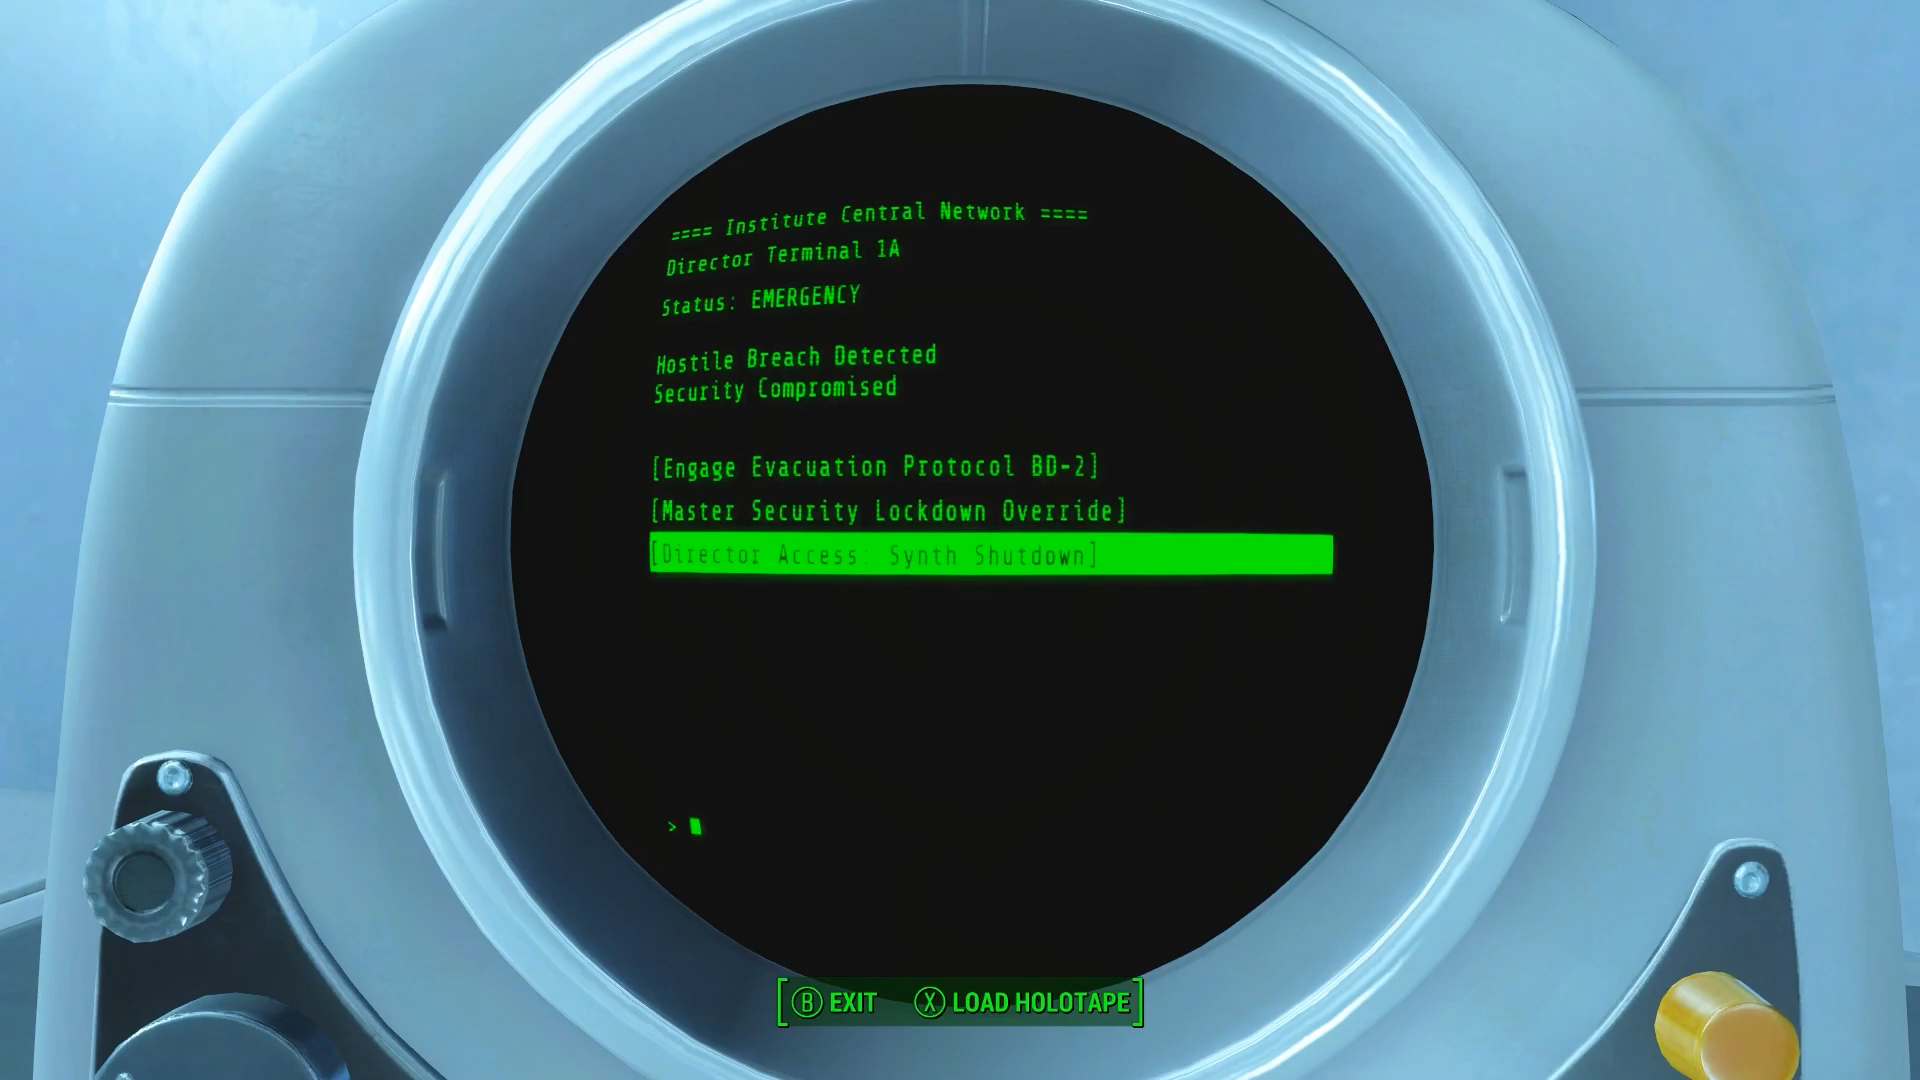 ==== Institute Central Network ====
Director Terminal 1A
Status: EMERGENCY
Hostile Breach Detected
Security Compromised
[Engage Evacuation Protocol BD-2]
[Master Security Lockdown Override]
[Director Access: Synth Shutdown]
>
B EXIT X LOAD HOLOTAPE